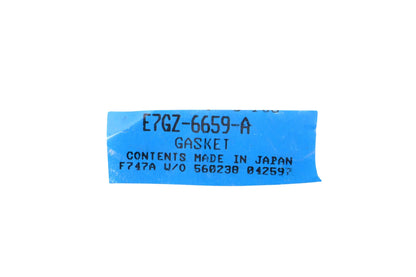 E7GZ-6659-A
GASKET
CONTENTS MADE IN JAPAN
F747A W/O 560238 042597